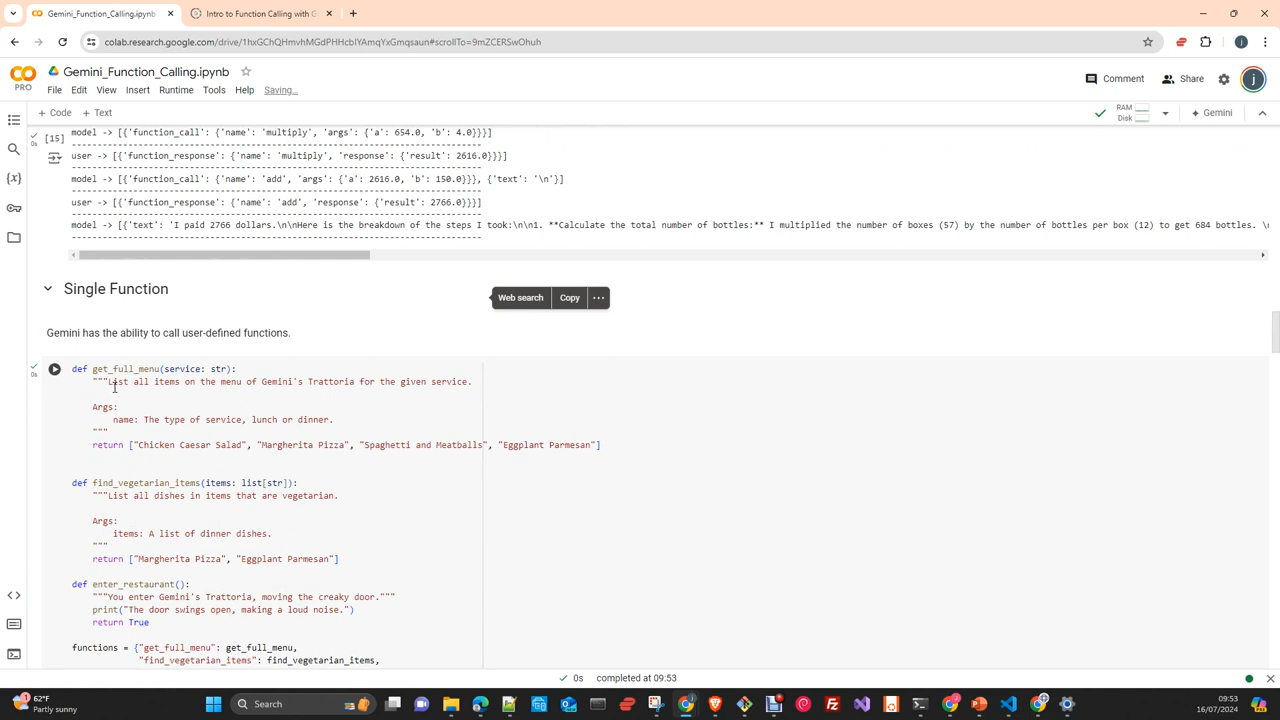 Gemini_Function_Calling.ipynb
Intro to Function Calling with G
colab.research.google.com/drive/1hxGChQHmvhMGdPHHcblYAmqYxGmqsaun#scrollTo=9mZCERSwOhuh
Gemini_Function_Calling.ipynb
PRO
File Edit View Insert Runtime Tools Help Saving...
Comment Share
+ Code + Text
RAM
Disk
Gemini
model -> [{'function_call': {'name': 'multiply', 'args': {'a': 654.0, 'b': 4.0}}}]
[15]
0s
user -> [{'function_response': {'name': 'multiply', 'response': {'result': 2616.0}}}]
model -> [{'function_call': {'name': 'add', 'args': {'a': 2616.0, 'b': 150.0}}}, {'text': '\n'}]
user -> [{'function_response': {'name': 'add', 'response': {'result': 2766.0}}}]
model -> [{'text': 'I paid 2766 dollars.\n\nHere is the breakdown of the steps I took:\n\n1. **Calculate the total number of bottles:** I multiplied the number of boxes (57) by the number of bottles per box (12) to get 684 bottles. \n
Single Function
Web search Copy
Gemini has the ability to call user-defined functions.
0s
def get_full_menu(service: str):
"""List all items on the menu of Gemini's Trattoria for the given service.
Args:
name: The type of service, lunch or dinner.
"""
return ["Chicken Caesar Salad", "Margherita Pizza", "Spaghetti and Meatballs", "Eggplant Parmesan"]
def find_vegetarian_items(items: list[str]):
"""List all dishes in items that are vegetarian.
Args:
items: A list of dinner dishes.
"""
return ["Margherita Pizza", "Eggplant Parmesan"]
def enter_restaurant():
"""You enter Gemini's Trattoria, moving the creaky door."""
print("The door swings open, making a loud noise.")
return True
functions = {"get_full_menu": get_full_menu,
"find_vegetarian_items": find_vegetarian_items,
0s completed at 09:53
62°F
Partly sunny
Search
09:53
16/07/2024